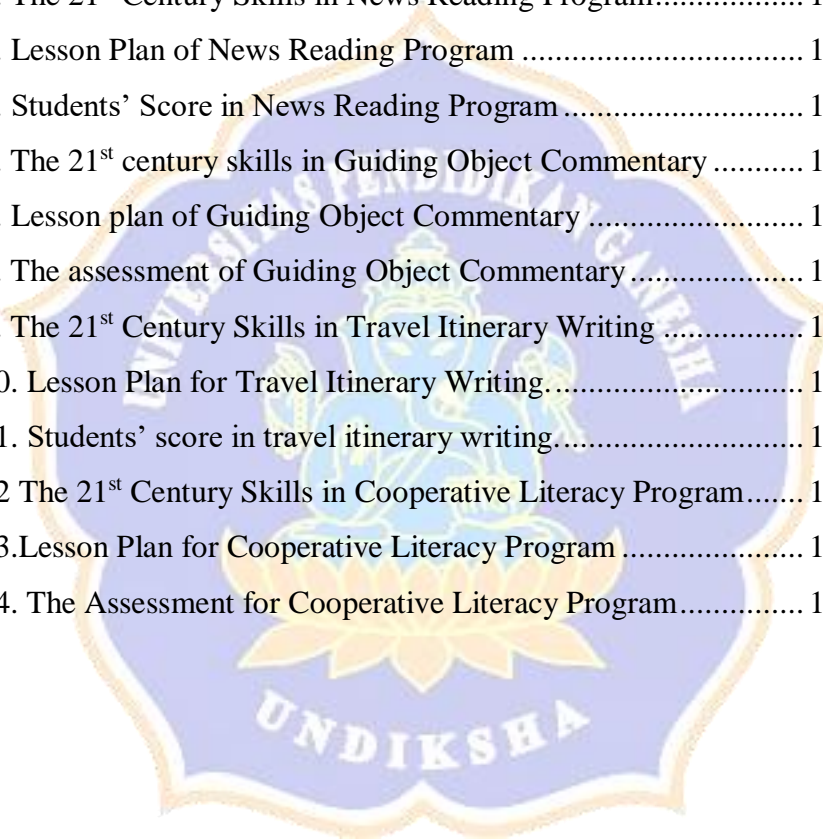 . The 21st Century Skills in News Reading Program................ 1
. Lesson Plan of News Reading Program ................................ 1
. Students’ Score in News Reading Program........................... 1
. The 21st century skills in Guiding Object Commentary ........... 1
. Lesson plan of Guiding Object Commentary ......................... 1
. The assessment of Guiding Object Commentary................... 1
. The 21st Century Skills in Travel Itinerary Writing ................ 1
0. Lesson Plan for Travel Itinerary Writing............................. 1
1. Students’ score in travel itinerary writing............................ 1
2 The 21st Century Skills in Cooperative Literacy Program....... 1
3.Lesson Plan for Cooperative Literacy Program .................... 1
4. The Assessment for Cooperative Literacy Program.............. 1
UNIVERSITAS PENDIDIKAN GANESHA
UNDIKSHA